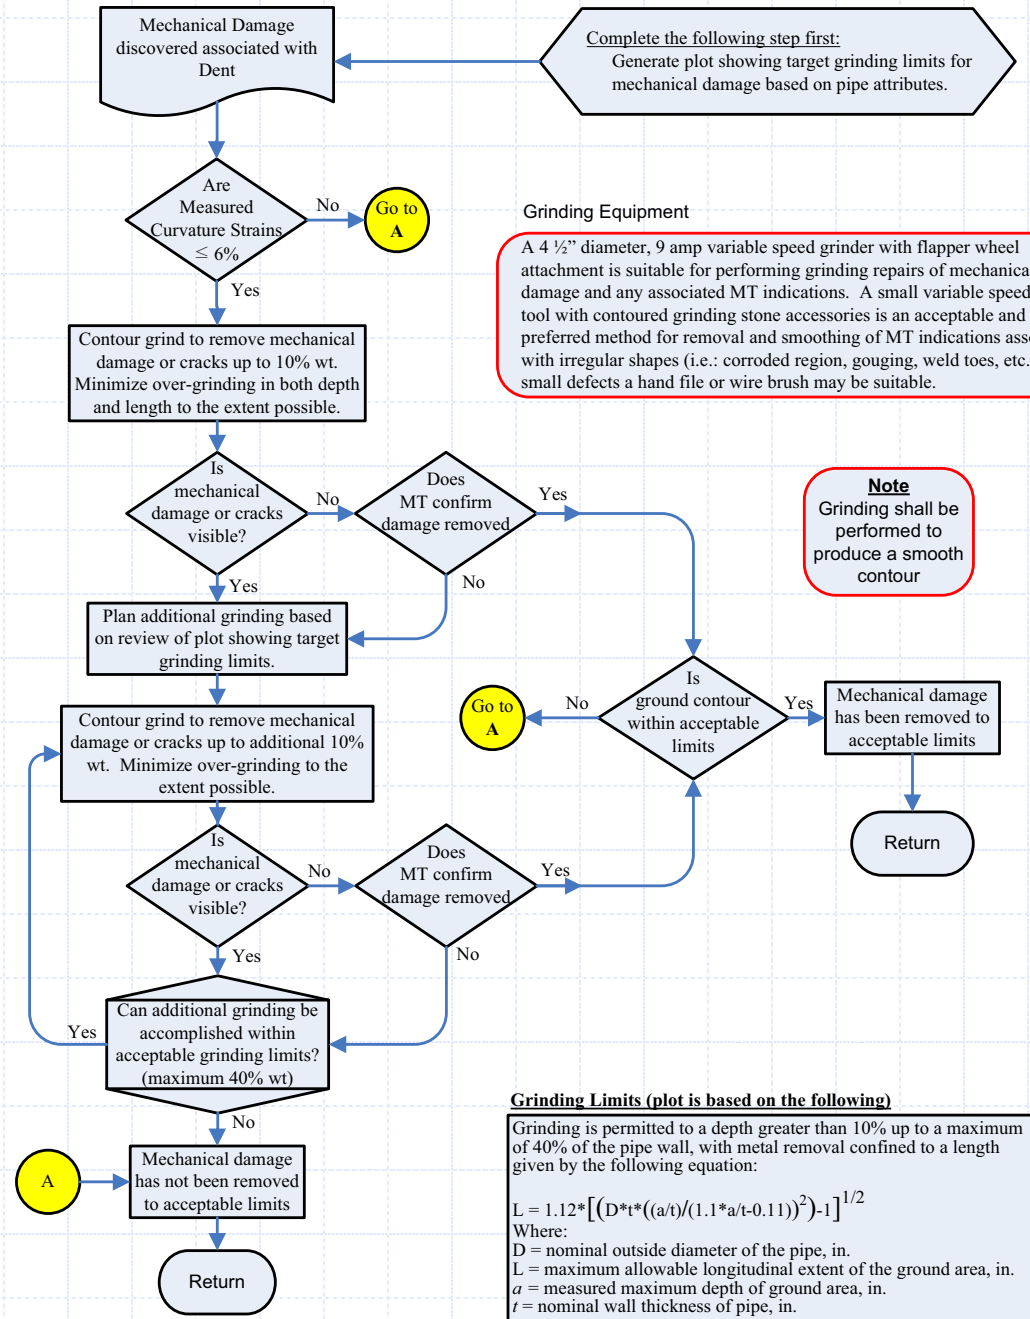 Mechanical Damage
discovered associated with
Dent
Complete the following step first:
Generate plot showing target grinding limits for
mechanical damage based on pipe attributes.
Are
Measured
Curvature Strains
≤ 6%
No
Go to
A
Yes
Grinding Equipment
A 4 ½” diameter, 9 amp variable speed grinder with flapper wheel
attachment is suitable for performing grinding repairs of mechanica
damage and any associated MT indications. A small variable speed
tool with contoured grinding stone accessories is an acceptable and
preferred method for removal and smoothing of MT indications asso
with irregular shapes (i.e.: corroded region, gouging, weld toes, etc.
small defects a hand file or wire brush may be suitable.
Contour grind to remove mechanical
damage or cracks up to 10% wt.
Minimize over-grinding in both depth
and length to the extent possible.
Is
mechanical
damage or cracks
visible?
No
Does
MT confirm
damage removed
Yes
No
Yes
Note
Grinding shall be
performed to
produce a smooth
contour
Plan additional grinding based
on review of plot showing target
grinding limits.
Contour grind to remove mechanical
damage or cracks up to additional 10%
wt. Minimize over-grinding to the
extent possible.
Go to
A
No
Is
ground contour
within acceptable
limits
Yes
Mechanical damage
has been removed to
acceptable limits
Return
Is
mechanical
damage or cracks
visible?
No
Does
MT confirm
damage removed
Yes
No
Yes
Can additional grinding be
accomplished within
acceptable grinding limits?
(maximum 40% wt)
Yes
No
A
Mechanical damage
has not been removed
to acceptable limits
Return
Grinding Limits (plot is based on the following)
Grinding is permitted to a depth greater than 10% up to a maximum
of 40% of the pipe wall, with metal removal confined to a length
given by the following equation:
L = 1.12*[(D*t*((a/t)/(1.1*a/t-0.11))²)-1]^1/2
Where:
D = nominal outside diameter of the pipe, in.
L = maximum allowable longitudinal extent of the ground area, in.
a = measured maximum depth of ground area, in.
t = nominal wall thickness of pipe, in.